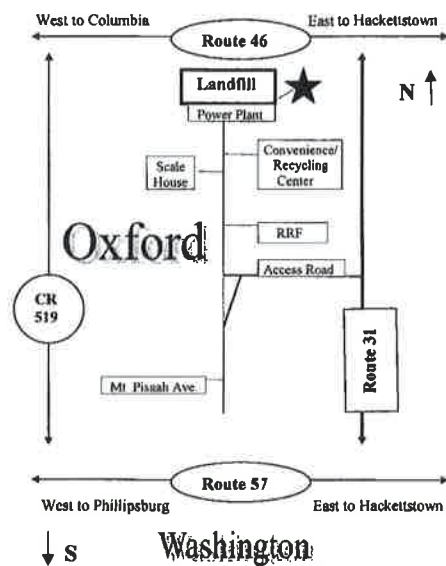 West to Columbia
East to Hackettstown
Route 46
Landfill
N
Power Plant
Convenience/
Recycling
Center
Scale
House
Oxford
RRF
Access Road
CR
519
Route 31
Mt. Pisgah Ave.
Route 57
West to Phillipsburg
East to Hackettstown
S
Washington